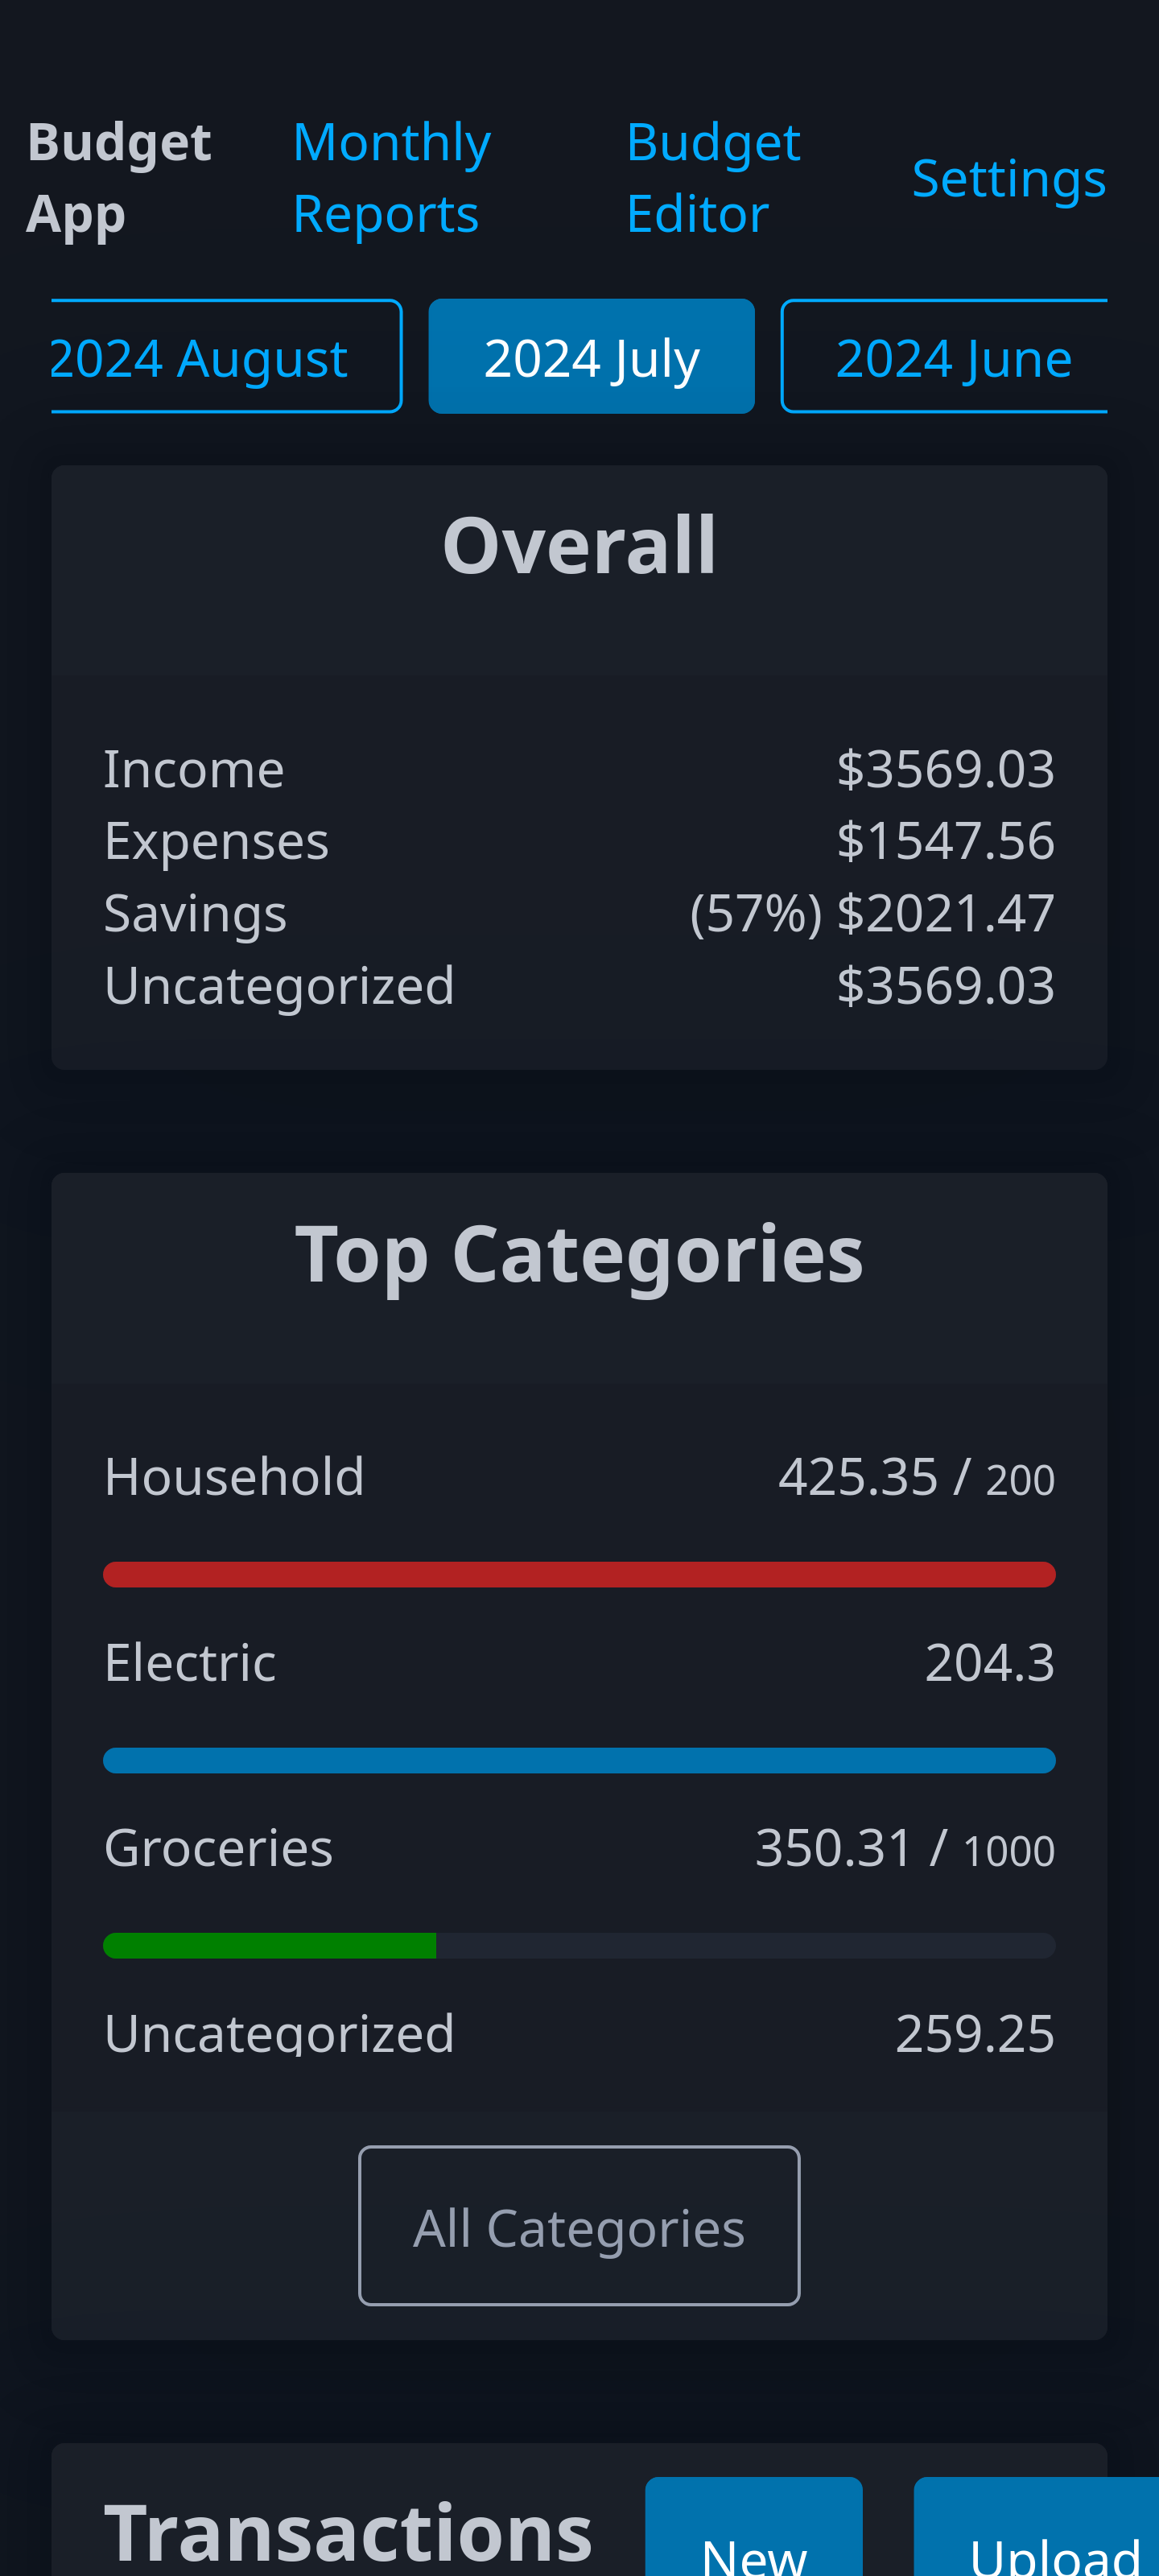 Budget App
Monthly Reports
Budget Editor
Settings
2024 August
2024 July
2024 June
Overall
Income $3569.03
Expenses $1547.56
Savings (57%) $2021.47
Uncategorized $3569.03
Top Categories
Household 425.35 / 200
Electric 204.3
Groceries 350.31 / 1000
Uncategorized 259.25
All Categories
Transactions New Upload